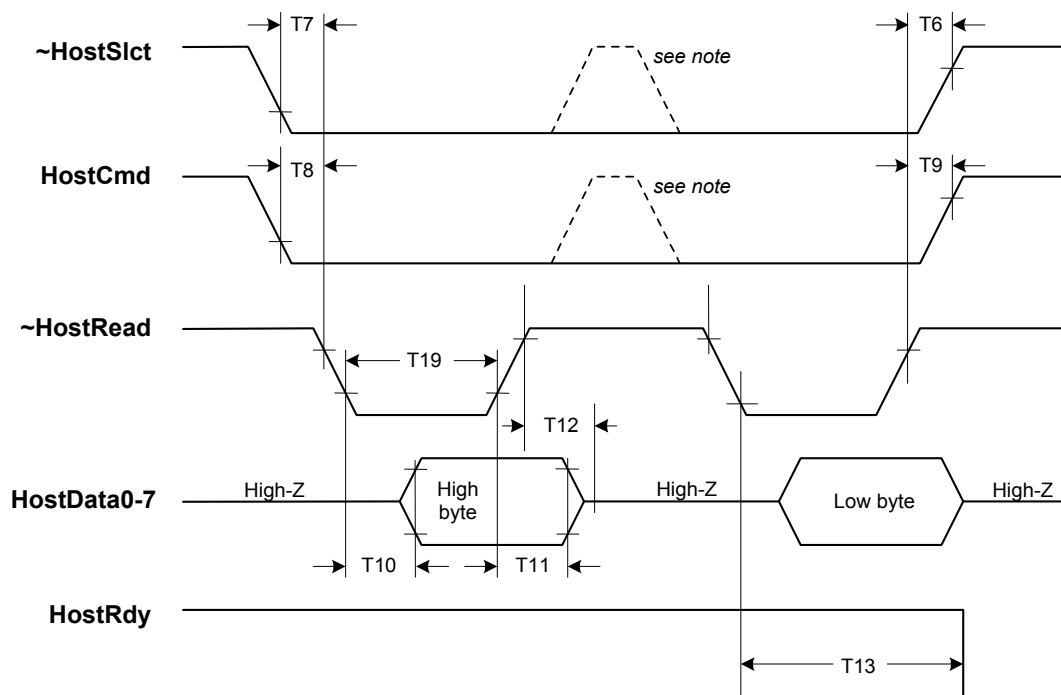 T7
T6
~HostSlct
see note
T8
T9
HostCmd
see note
~HostRead
T19
T12
HostData0-7
High-Z
High
byte
High-Z
Low byte
High-Z
T10
T11
HostRdy
T13